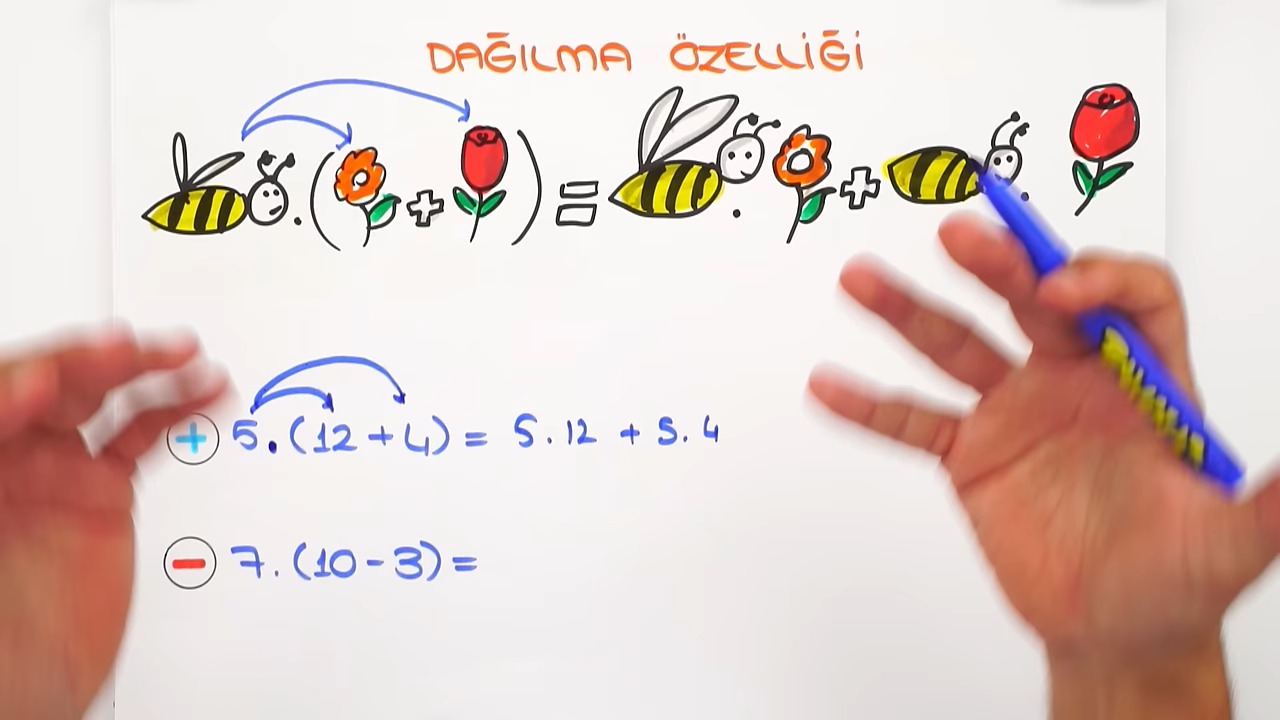 DAĞILMA ÖZELLİĞİ
. ( + ) = . + .
+ 5.(12+4) = 5.12 + 5.4
- 7.(10-3) =